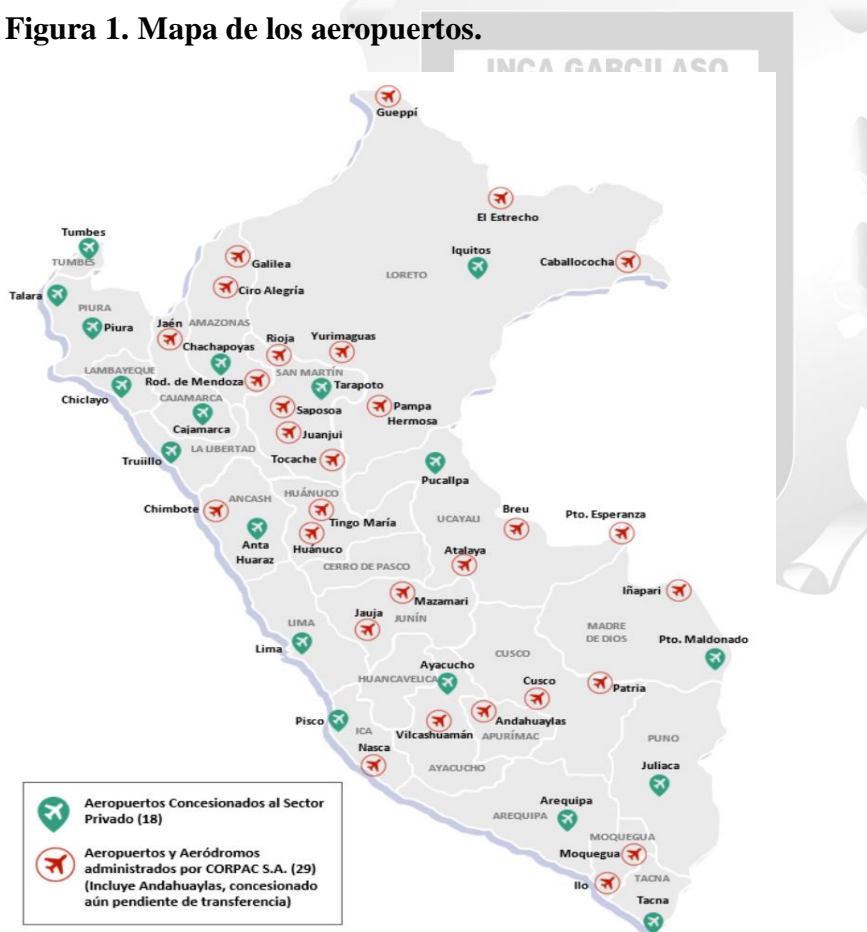 Figura 1. Mapa de los aeropuertos.
INCA GARCILASO
Gueppí
El Estrecho
Tumbes
TUMBES
Galilea
Iquitos
Caballococha
LORETO
Ciro Alegría
Talara
PIURA
Piura
Jaén
AMAZONAS
Chachapoyas
Rioja
Yurimaguas
LAMBAYEQUE
Rod. de Mendoza
SAN MARTÍN
Tarapoto
Chiclayo
CAJAMARCA
Cajamarca
Saposoa
Pampa
Hermosa
Juanjui
LA LIBERTAD
Truiillo
Tocache
Pucallpa
Chimbote
ANCASH
HUÁNUCO
Tingo María
UCAYALI
Breu
Pto. Esperanza
Anta
Huaraz
Huánuco
Atalaya
CERRO DE PASCO
Iñapari
Mazamari
Jauja
JUNÍN
LIMA
Lima
MADRE
DE DIOS
Pto. Maldonado
CUSCO
Ayacucho
HUANCAVELICA
Cusco
Patria
Pisco
ICA
Vilcashuamán
Andahuaylas
APURÍMAC
PUNO
Nasca
AYACUCHO
Juliaca
Arequipa
AREQUIPA
MOQUEGUA
Moquegua
Ilo
TACNA
Tacna
Aeropuertos Concesionados al Sector
Privado (18)
Aeropuertos y Aeródromos
administrados por CORPAC S.A. (29)
(Incluye Andahuaylas, concesionado
aún pendiente de transferencia)